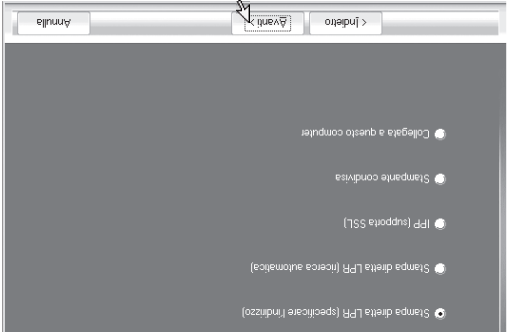 Stampa diretta LPR (specificare l'indirizzo)
Stampa diretta LPR (ricerca automatica)
IPP (supporta SSL)
Stampante condivisa
Collegata a questo computer
< Indietro
Avanti >
Annulla